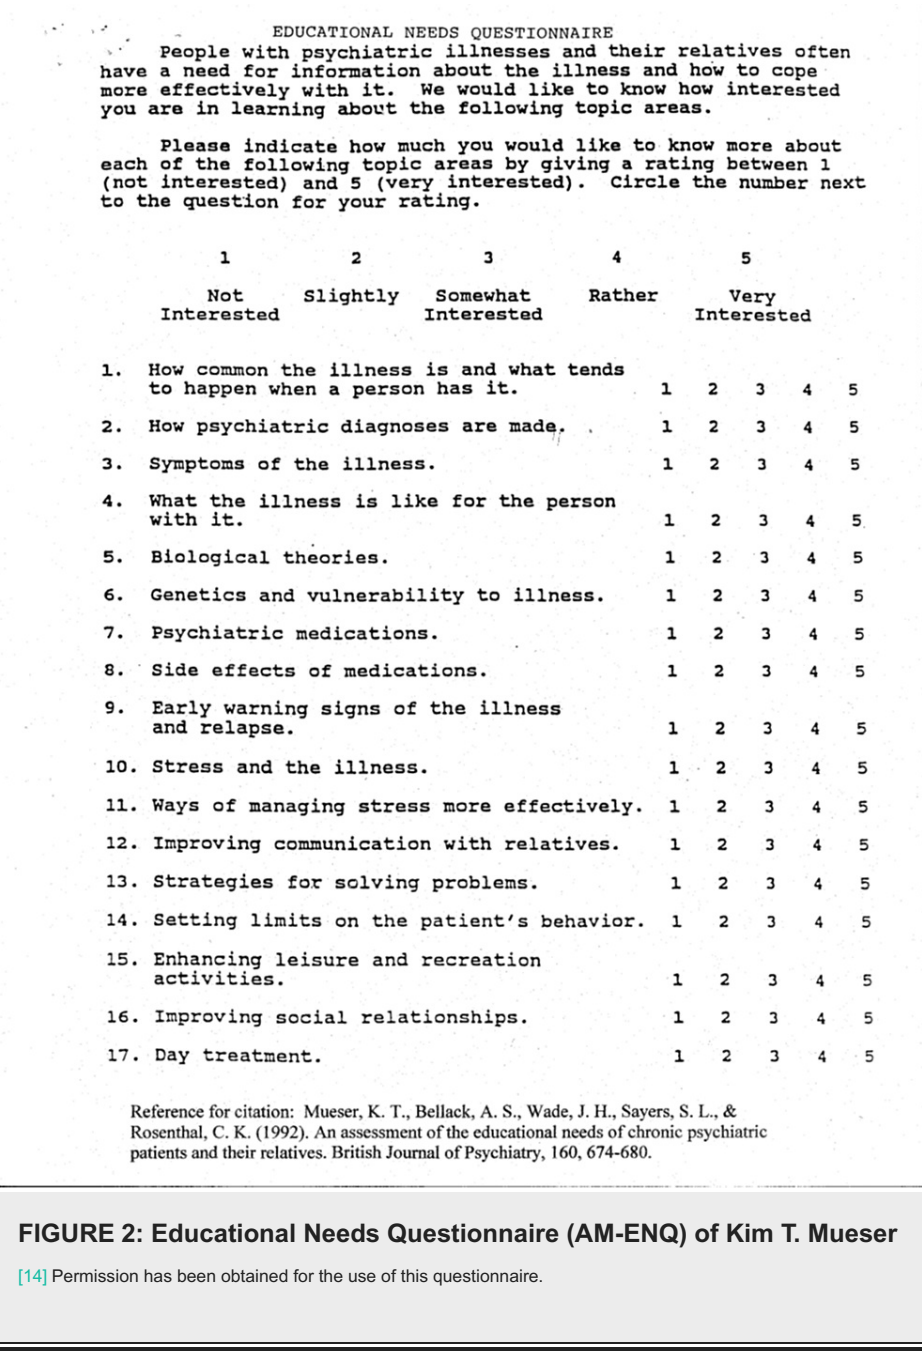 EDUCATIONAL NEEDS QUESTIONNAIRE
People with psychiatric illnesses and their relatives often
have a need for information about the illness and how to cope
more effectively with it. We would like to know how interested
you are in learning about the following topic areas.
Please indicate how much you would like to know more about
each of the following topic areas by giving a rating between 1
(not interested) and 5 (very interested). Circle the number next
to the question for your rating.
1 2 3 4 5
Not Slightly Somewhat Rather Very
Interested Interested Interested
1. How common the illness is and what tends
to happen when a person has it. 1 2 3 4 5
2. How psychiatric diagnoses are made. 1 2 3 4 5
3. Symptoms of the illness. 1 2 3 4 5
4. What the illness is like for the person
with it. 1 2 3 4 5
5. Biological theories. 1 2 3 4 5
6. Genetics and vulnerability to illness. 1 2 3 4 5
7. Psychiatric medications. 1 2 3 4 5
8. Side effects of medications. 1 2 3 4 5
9. Early warning signs of the illness
and relapse. 1 2 3 4 5
10. Stress and the illness. 1 2 3 4 5
11. Ways of managing stress more effectively. 1 2 3 4 5
12. Improving communication with relatives. 1 2 3 4 5
13. Strategies for solving problems. 1 2 3 4 5
14. Setting limits on the patient's behavior. 1 2 3 4 5
15. Enhancing leisure and recreation
activities. 1 2 3 4 5
16. Improving social relationships. 1 2 3 4 5
17. Day treatment. 1 2 3 4 5
Reference for citation: Mueser, K. T., Bellack, A. S., Wade, J. H., Sayers, S. L., &
Rosenthal, C. K. (1992). An assessment of the educational needs of chronic psychiatric
patients and their relatives. British Journal of Psychiatry, 160, 674-680.
FIGURE 2: Educational Needs Questionnaire (AM-ENQ) of Kim T. Mueser
[14] Permission has been obtained for the use of this questionnaire.